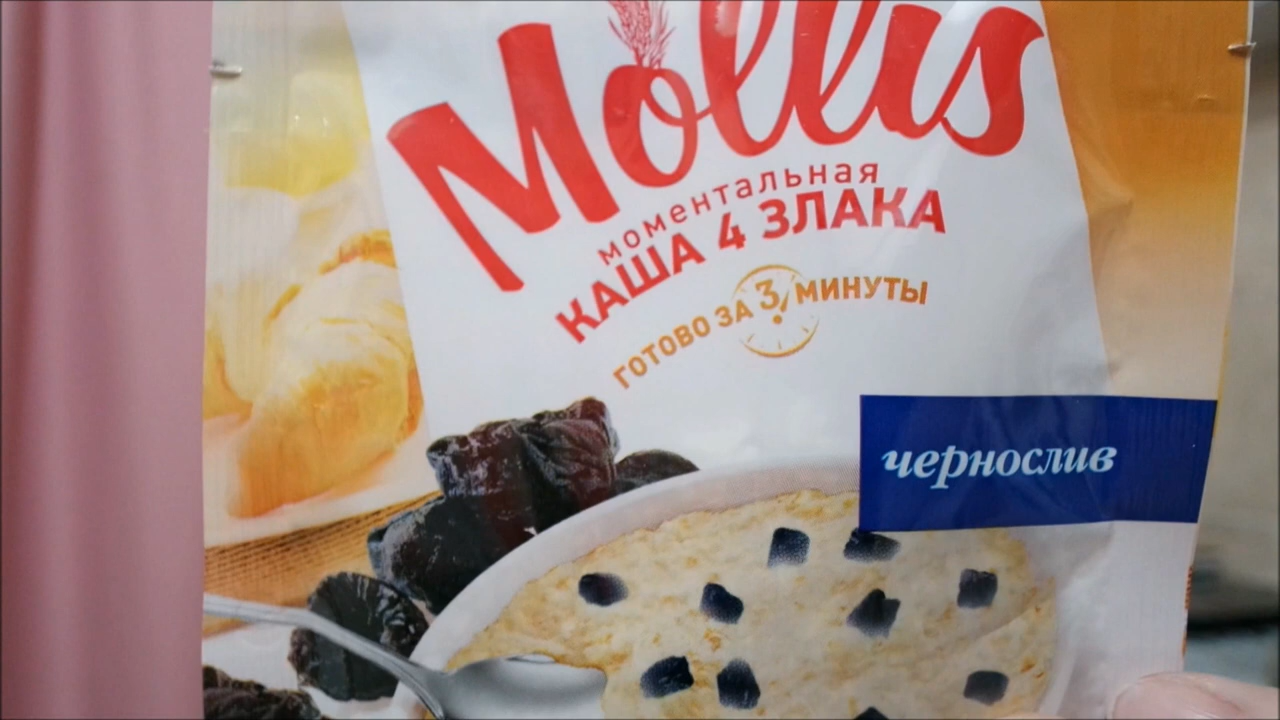 Mollis
моментальная
КАША 4 ЗЛАКА
ГОТОВО ЗА 3 МИНУТЫ
чернослив